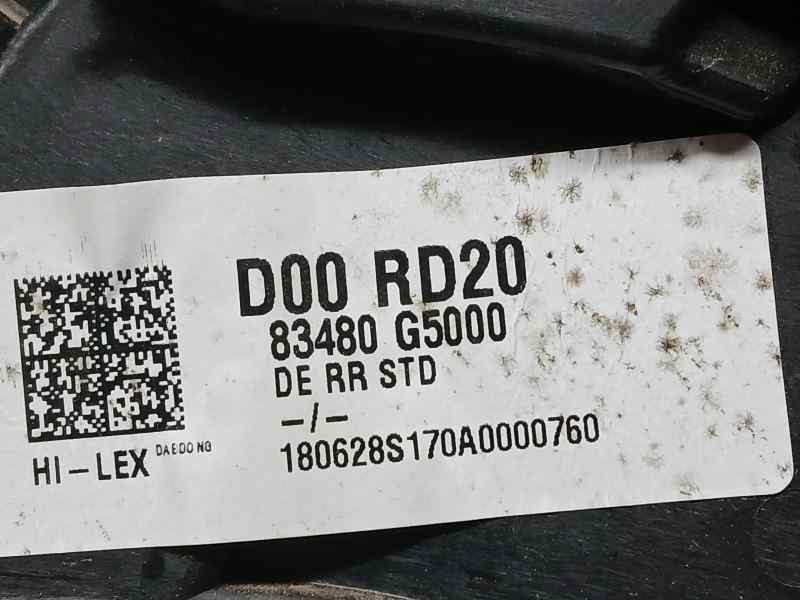 D00 RD20
83480 G5000
DE RR STD
-/-
180628S170A0000760
HI-LEX DAEDONG